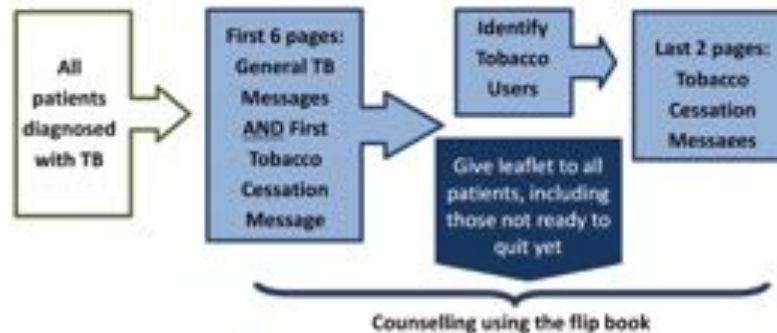 All
patients
diagnosed
with TB
First 6 pages:
General TB
Messages
AND First
Tobacco
Cessation
Message
Identify
Tobacco
Users
Last 2 pages:
Tobacco
Cessation
Messages
Give leaflet to all
patients, including
those not ready to
quit yet
Counselling using the flip book